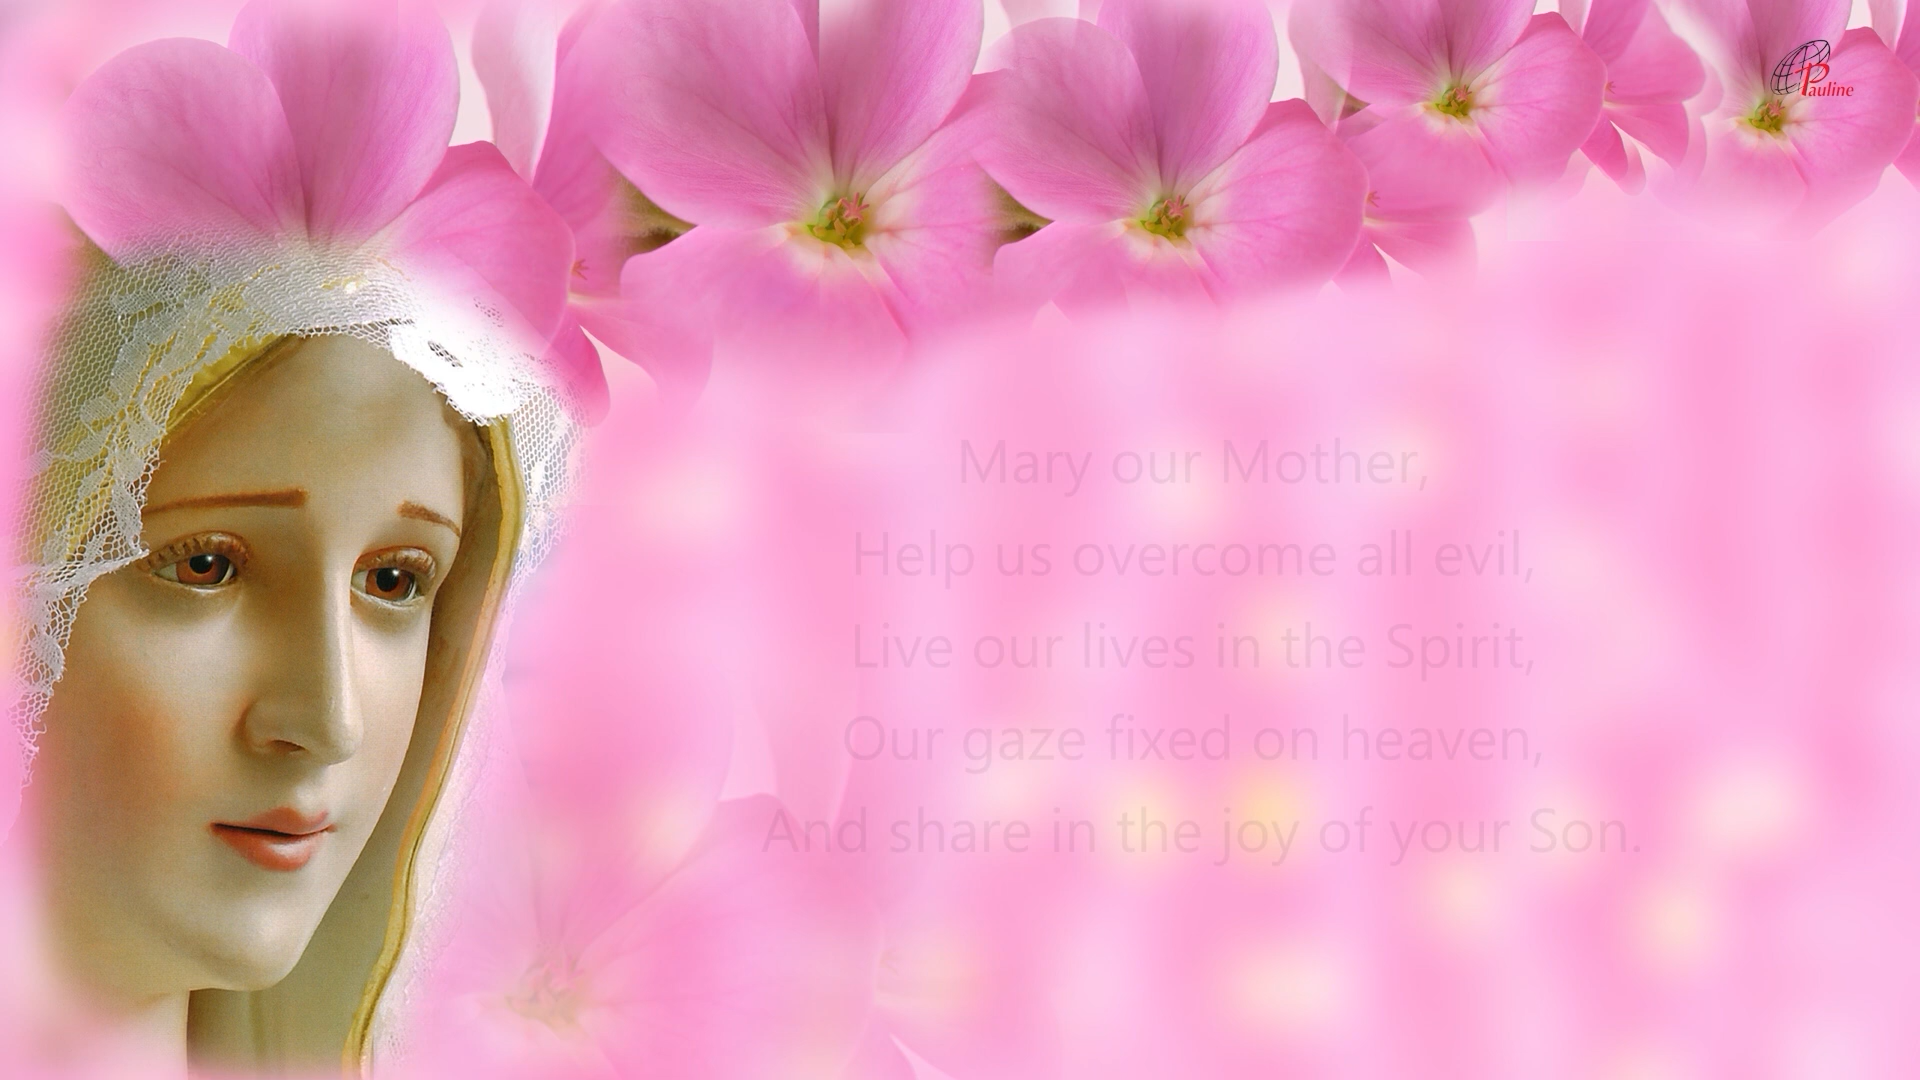 Pauline
Mary our Mother,
Help us overcome all evil,
Live our lives in the Spirit,
Our gaze fixed on heaven,
And share in the joy of your Son.